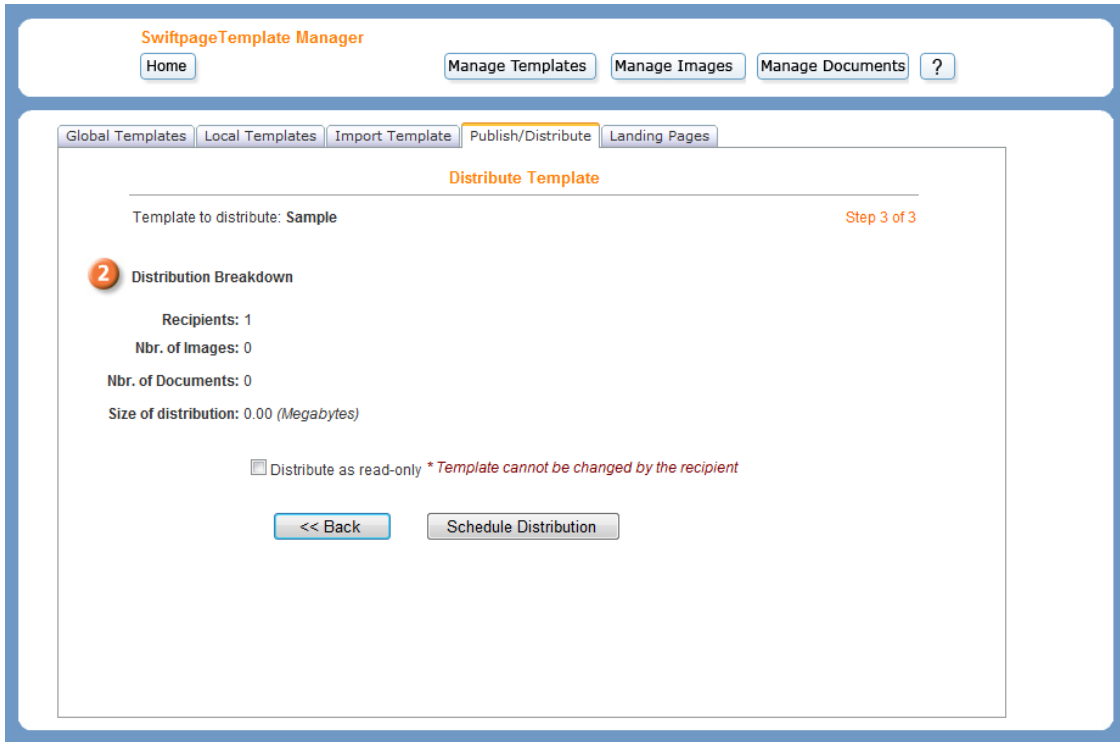 SwiftpageTemplate Manager
Home Manage Templates Manage Images Manage Documents ?
Global Templates Local Templates Import Template Publish/Distribute Landing Pages
Distribute Template
Template to distribute: Sample Step 3 of 3
2 Distribution Breakdown
Recipients: 1
Nbr. of Images: 0
Nbr. of Documents: 0
Size of distribution: 0.00 (Megabytes)
Distribute as read-only * Template cannot be changed by the recipient
<< Back Schedule Distribution